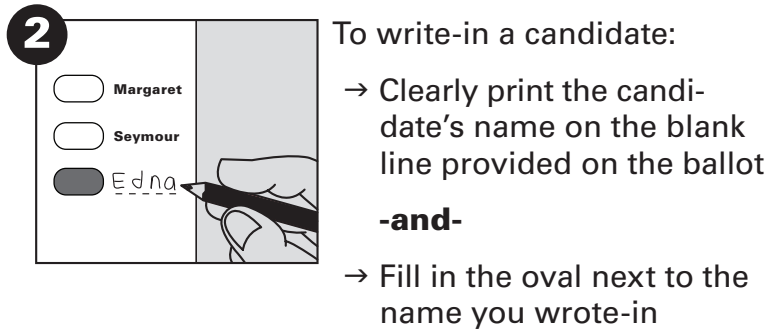 2
To write-in a candidate:
Margaret
Seymour
Edna
→ Clearly print the candi-
date's name on the blank
line provided on the ballot
-and-
→ Fill in the oval next to the
name you wrote-in